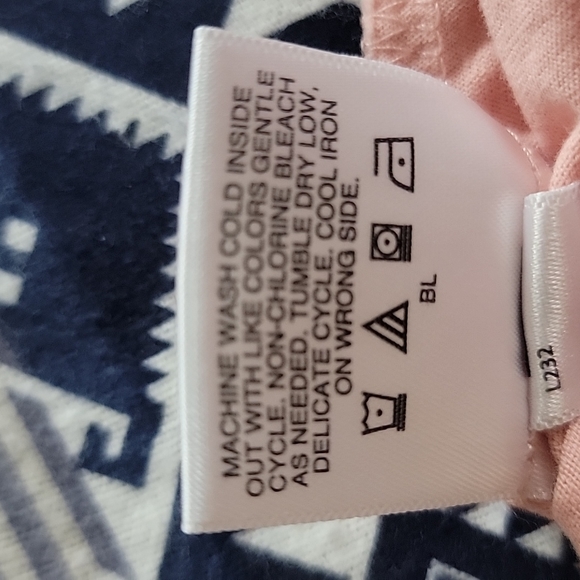 MACHINE WASH COLD INSIDE
OUT WITH LIKE COLORS GENTLE
CYCLE. NON-CHLORINE BLEACH
AS NEEDED. TUMBLE DRY LOW,
DELICATE CYCLE. COOL IRON
ON WRONG SIDE.
BL
L232